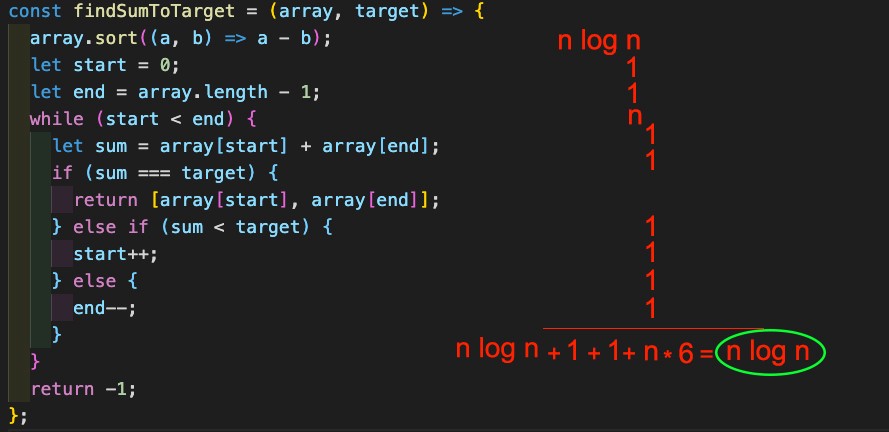 const findSumToTarget = (array, target) => {
array.sort((a, b) => a - b); n log n
let start = 0; 1
let end = array.length - 1; 1
while (start < end) { n
let sum = array[start] + array[end]; 1
if (sum === target) { 1
return [array[start], array[end]];
} else if (sum < target) { 1
start++; 1
} else { 1
end--; 1
}
} n log n + 1 + 1 + n * 6 = n log n
return -1;
};